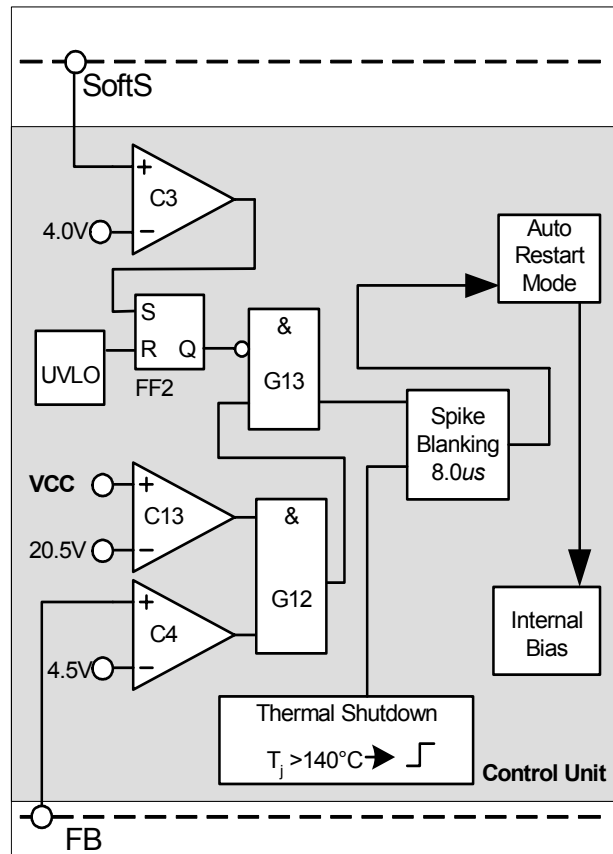 SoftS
+
C3
4.0V
−
S
R Q
FF2
UVLO
&
G13
Auto
Restart
Mode
Spike
Blanking
8.0us
VCC
+
C13
20.5V
−
&
G12
+
C4
4.5V
−
Internal
Bias
Thermal Shutdown
Tj >140°C
Control Unit
FB